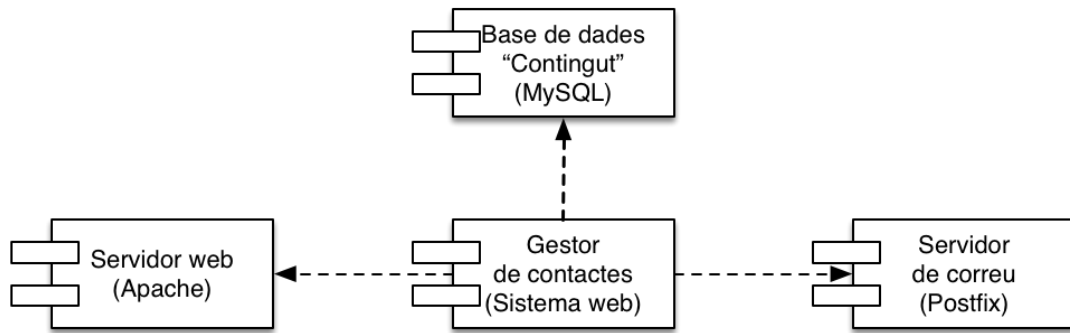 Base de dades
“Contingut”
(MySQL)
Servidor web
(Apache)
Gestor
de contactes
(Sistema web)
Servidor
de correu
(Postfix)